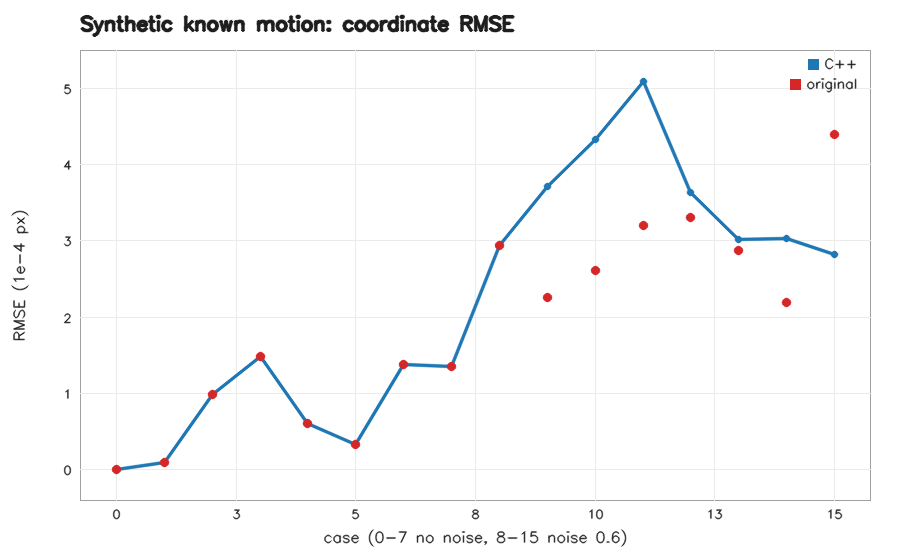 Synthetic known motion: coordinate RMSE
C++
original
RMSE (1e-4 px)
5
4
3
2
1
0
0 3 5 8 10 13 15
case (0-7 no noise, 8-15 noise 0.6)